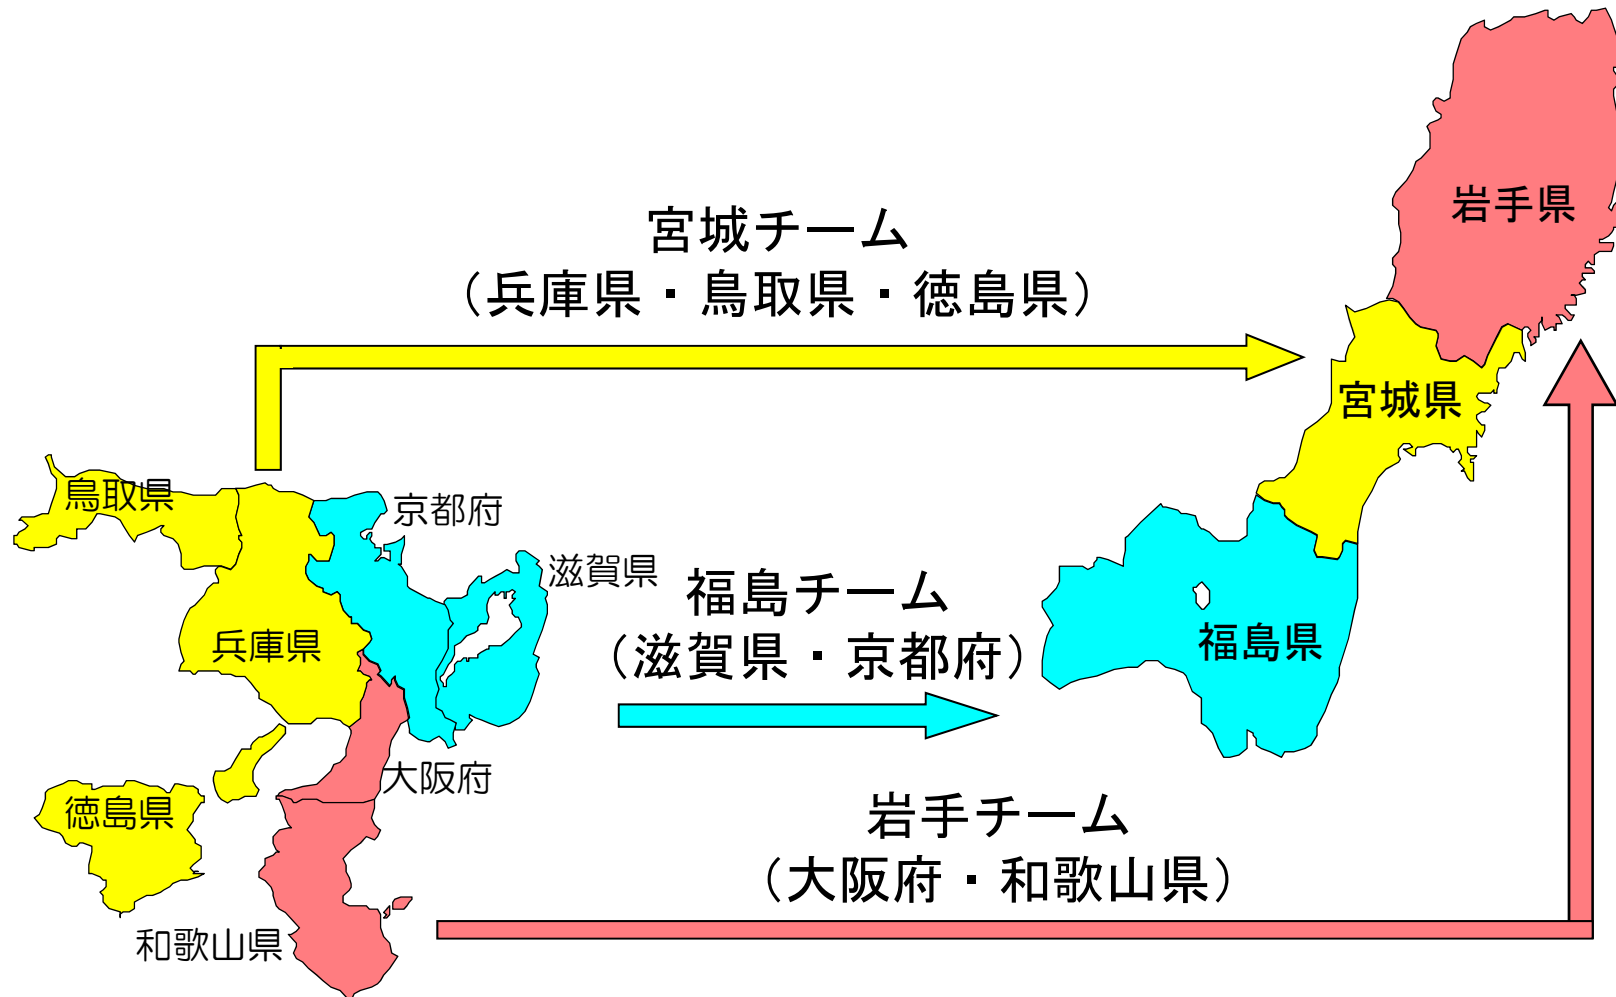 岩手県
宮城チーム
（兵庫県・鳥取県・徳島県）
宮城県
鳥取県
京都府
滋賀県
福島チーム
（滋賀県・京都府）
兵庫県
福島県
大阪府
徳島県
岩手チーム
（大阪府・和歌山県）
和歌山県